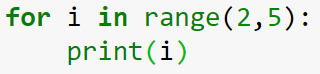 for i in range(2,5):
    print(i)